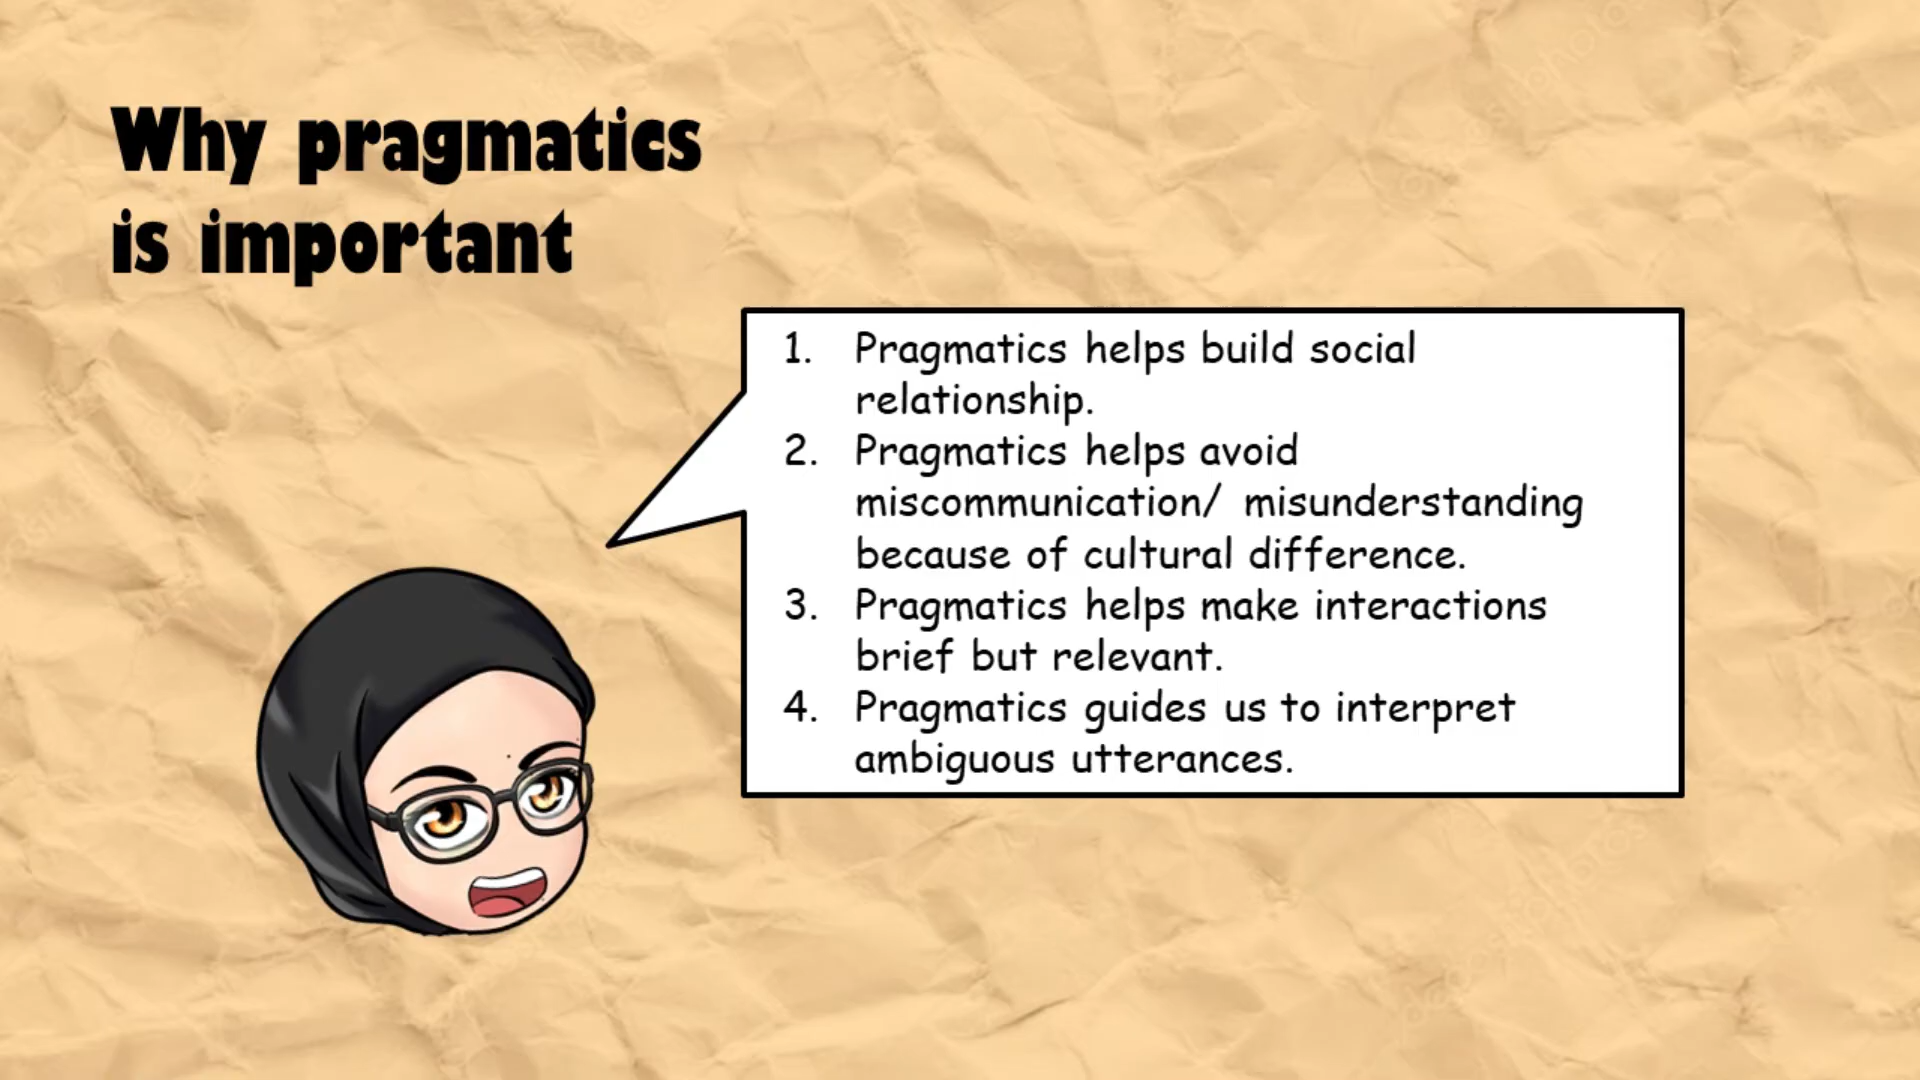 Why pragmatics
is important
1. Pragmatics helps build social
relationship.
2. Pragmatics helps avoid
miscommunication/ misunderstanding
because of cultural difference.
3. Pragmatics helps make interactions
brief but relevant.
4. Pragmatics guides us to interpret
ambiguous utterances.